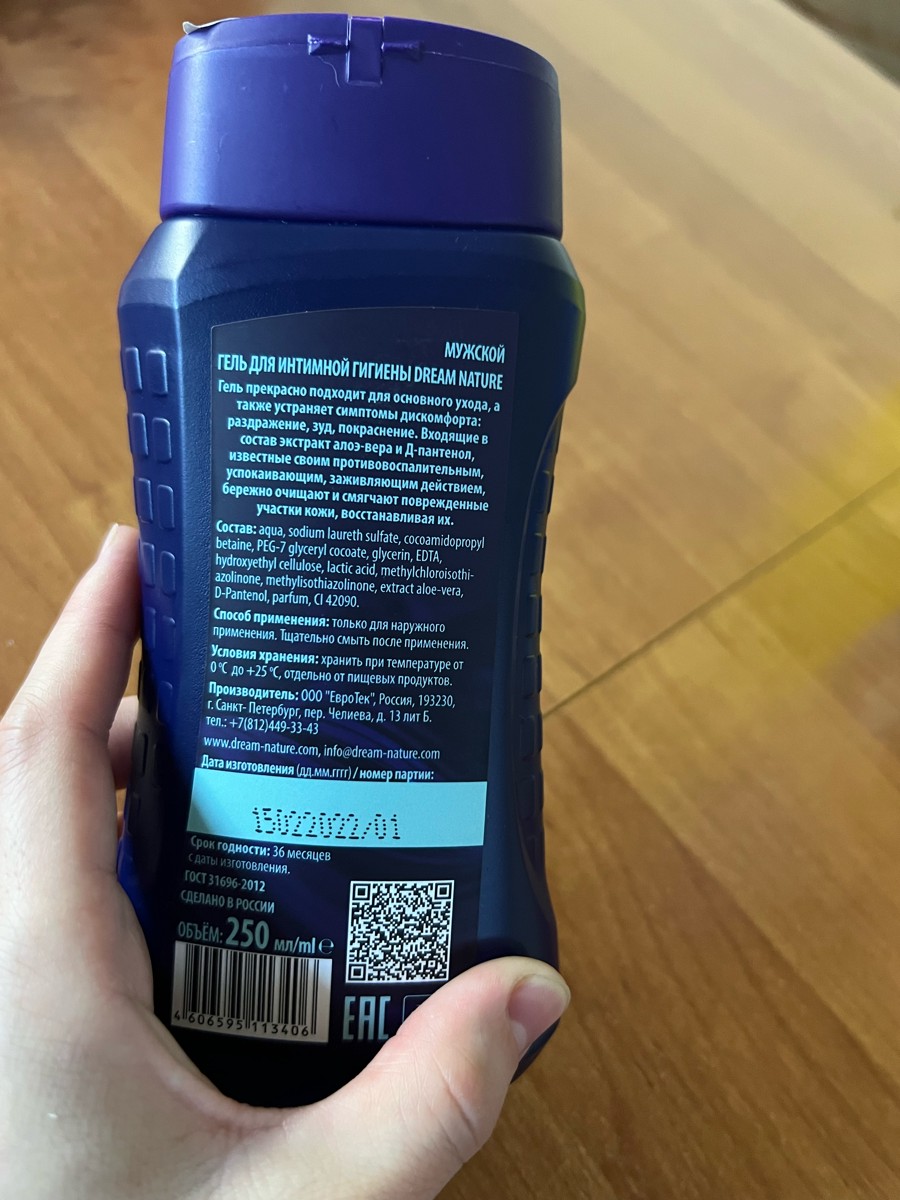 МУЖСКОЙ
ГЕЛЬ ДЛЯ ИНТИМНОЙ ГИГИЕНЫ DREAM NATURE
Гель прекрасно подходит для основного ухода, а
также устраняет симптомы дискомфорта:
раздражение, зуд, покраснение. Входящие в
состав экстракт алоэ-вера и Д-пантенол,
известные своим противовоспалительным,
успокаивающим, заживляющим действием,
бережно очищают и смягчают поврежденные
участки кожи, восстанавливая их.
Состав: aqua, sodium laureth sulfate, cocoamidopropyl
betaine, PEG-7 glyceryl cocoate, glycerin, EDTA,
hydroxyethyl cellulose, lactic acid, methylchloroisothi-
azolinone, methylisothiazolinone, extract aloe-vera,
D-Pantenol, parfum, CI 42090.
Способ применения: только для наружного
применения. Тщательно смыть после применения.
Условия хранения: хранить при температуре от
0 °C до +25 °C, отдельно от пищевых продуктов.
Производитель: ООО "ЕвроТек", Россия, 193230,
г. Санкт- Петербург, пер. Челиева, д. 13 лит Б.
тел.: +7(812)449-33-43
www.dream-nature.com, info@dream-nature.com
Дата изготовления (дд.мм.гггг) / номер партии:
15022022/01
Срок годности: 36 месяцев
с даты изготовления.
ГОСТ 31696-2012
СДЕЛАНО В РОССИИ
ОБЪЁМ: 250 мл/ml ℮
4 606595 113406
EAC